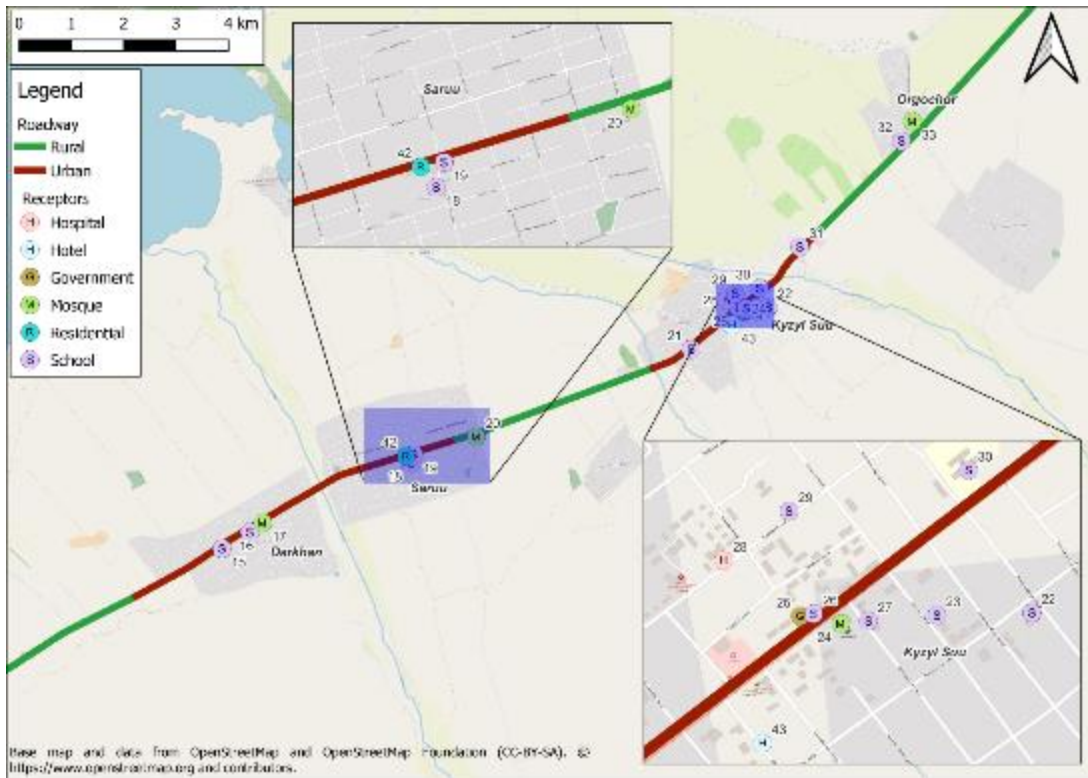 0 1 2 3 4 km
Legend
Roadway
Rural
Urban
Receptors
H Hospital
H Hotel
G Government
M Mosque
R Residential
S School
Saruu
42
R
S
19
S
M
20
Orgochor
32
M
S
33
S
31
29
30
22
21
S
43
Kyzyl Suu
42
R
19
20
M
Saruu
S
S
M
17
16
15
Darkhan
30
S
29
S
28
H
26
G
S
M
24
27
S
23
S
22
S
Kyzyl Suu
43
H
Base map and data from OpenStreetMap and OpenStreetMap Foundation (CC-BY-SA). ©
https://www.openstreetmap.org and contributors.